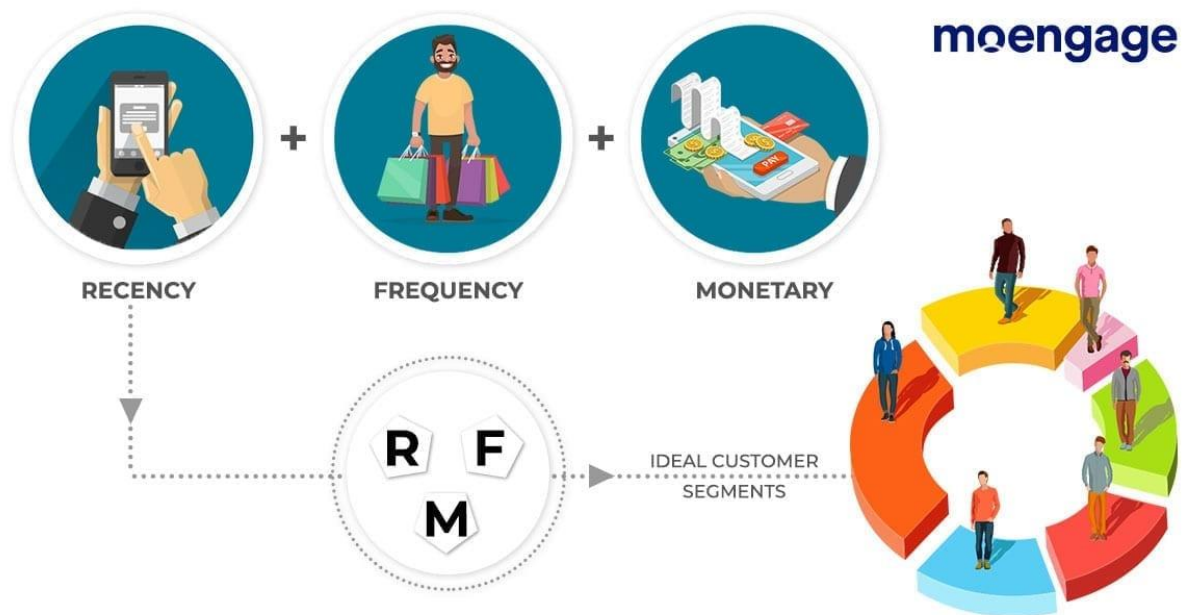 moengage
+ +
PAY
RECENCY FREQUENCY MONETARY
R F
M
IDEAL CUSTOMER
SEGMENTS